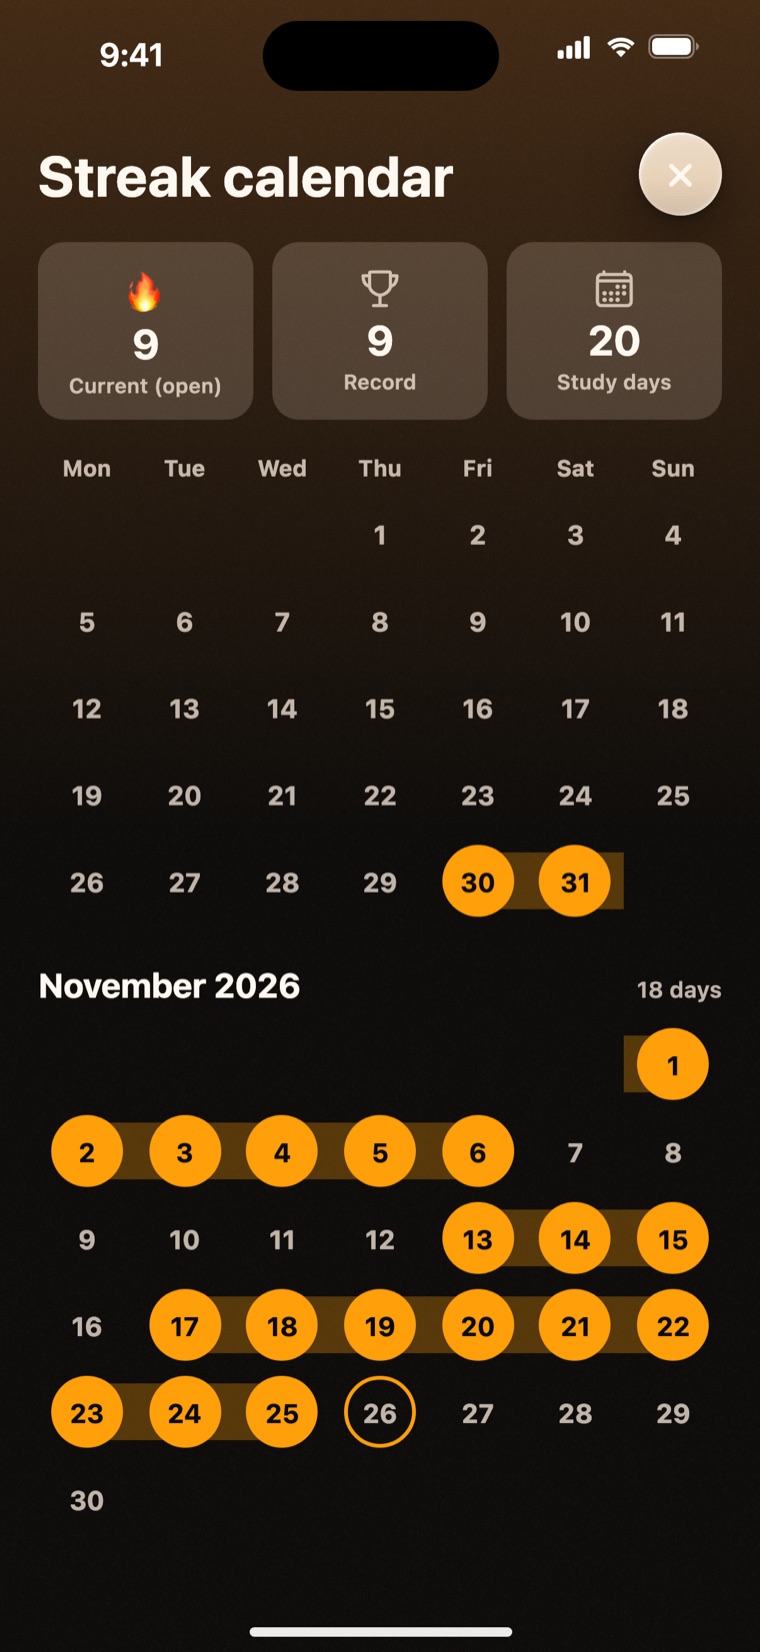 9:41
Streak calendar
9
Current (open)
9
Record
20
Study days
Mon Tue Wed Thu Fri Sat Sun
1 2 3 4
5 6 7 8 9 10 11
12 13 14 15 16 17 18
19 20 21 22 23 24 25
26 27 28 29 30 31
November 2026 18 days
1
2 3 4 5 6 7 8
9 10 11 12 13 14 15
16 17 18 19 20 21 22
23 24 25 26 27 28 29
30